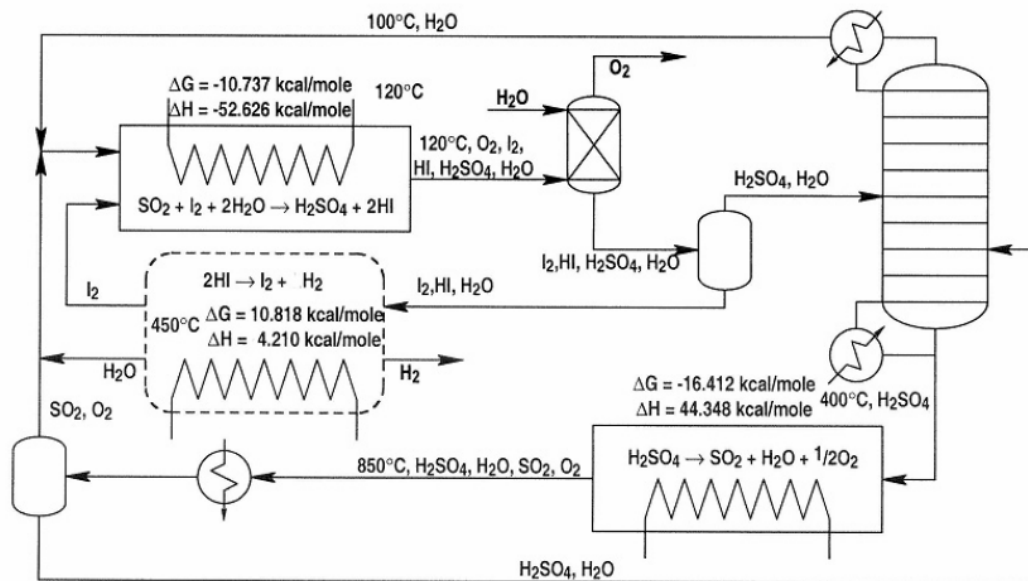 100°C, H₂O
ΔG = -10.737 kcal/mole
ΔH = -52.626 kcal/mole
120°C
H₂O
O₂
120°C, O₂, I₂,
HI, H₂SO₄, H₂O
SO₂ + I₂ + 2H₂O → H₂SO₄ + 2HI
H₂SO₄, H₂O
I₂,HI, H₂SO₄, H₂O
2HI → I₂ + H₂
I₂
I₂,HI, H₂O
450°C
ΔG = 10.818 kcal/mole
ΔH = 4.210 kcal/mole
H₂O
H₂
SO₂, O₂
ΔG = -16.412 kcal/mole
ΔH = 44.348 kcal/mole
400°C, H₂SO₄
850°C, H₂SO₄, H₂O, SO₂, O₂
H₂SO₄ → SO₂ + H₂O + 1/2O₂
H₂SO₄, H₂O